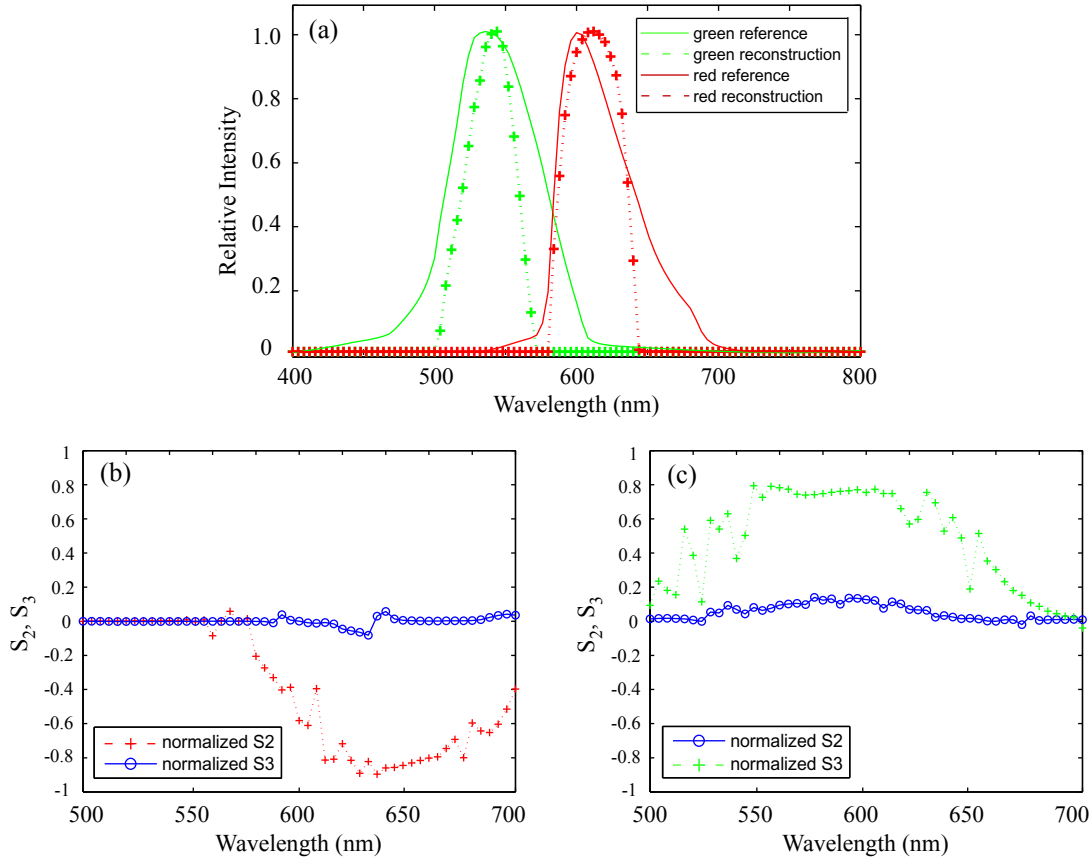 (a)
green reference
green reconstruction
red reference
red reconstruction
1.0
0.8
0.6
0.4
0.2
0
Relative Intensity
400 500 600 700 800
Wavelength (nm)
(b)
1
0.8
0.6
0.4
0.2
0
-0.2
-0.4
-0.6
-0.8
-1
S2, S3
normalized S2
normalized S3
500 550 600 650 700
Wavelength (nm)
(c)
1
0.8
0.6
0.4
0.2
0
-0.2
-0.4
-0.6
-0.8
-1
S2, S3
normalized S2
normalized S3
500 550 600 650 700
Wavelength (nm)